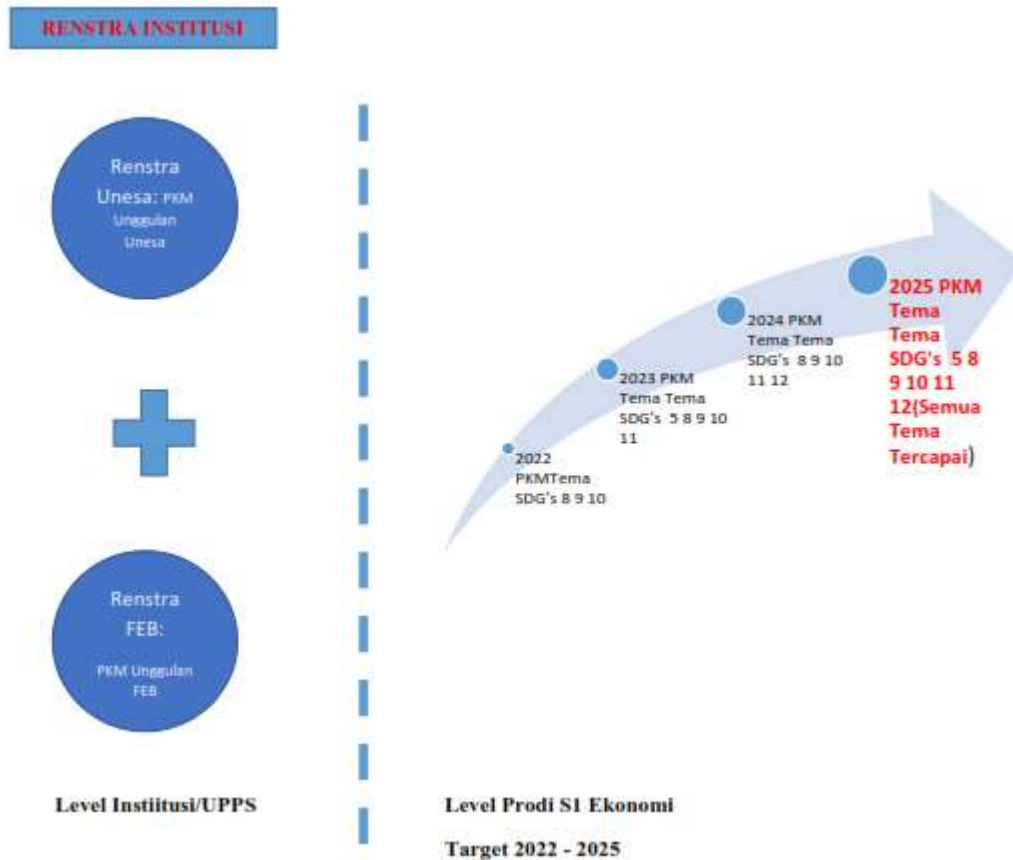 RENSTRA INSTITUSI
Renstra
Unesa: PKM
Unggulan
Unesa
Renstra
FEB:
PKM Unggulan
FEB
Level Instiitusi/UPPS
2022
PKMTema
SDG's 8 9 10
2023 PKM
Tema Tema
SDG's 5 8 9 10
11
2024 PKM
Tema Tema
SDG's 8 9 10
11 12
2025 PKM
Tema
Tema
SDG's 5 8
9 10 11
12(Semua
Tema
Tercapai)
Level Prodi S1 Ekonomi
Target 2022 - 2025